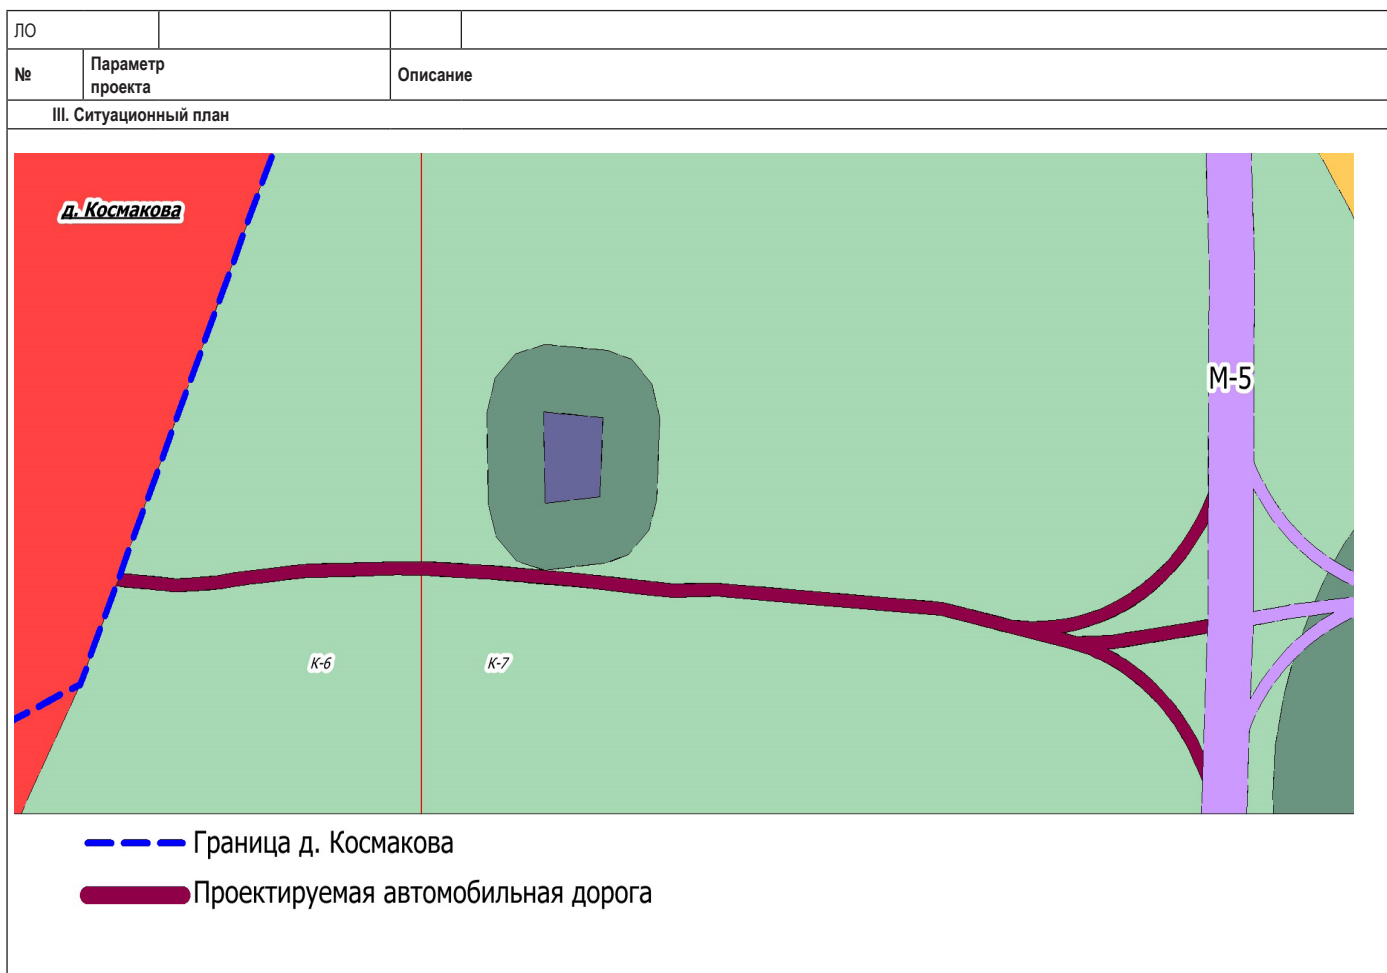 ЛО
№
Параметр
проекта
Описание
III. Ситуационный план
д. Космакова
М-5
К-6
К-7
Граница д. Космакова
Проектируемая автомобильная дорога